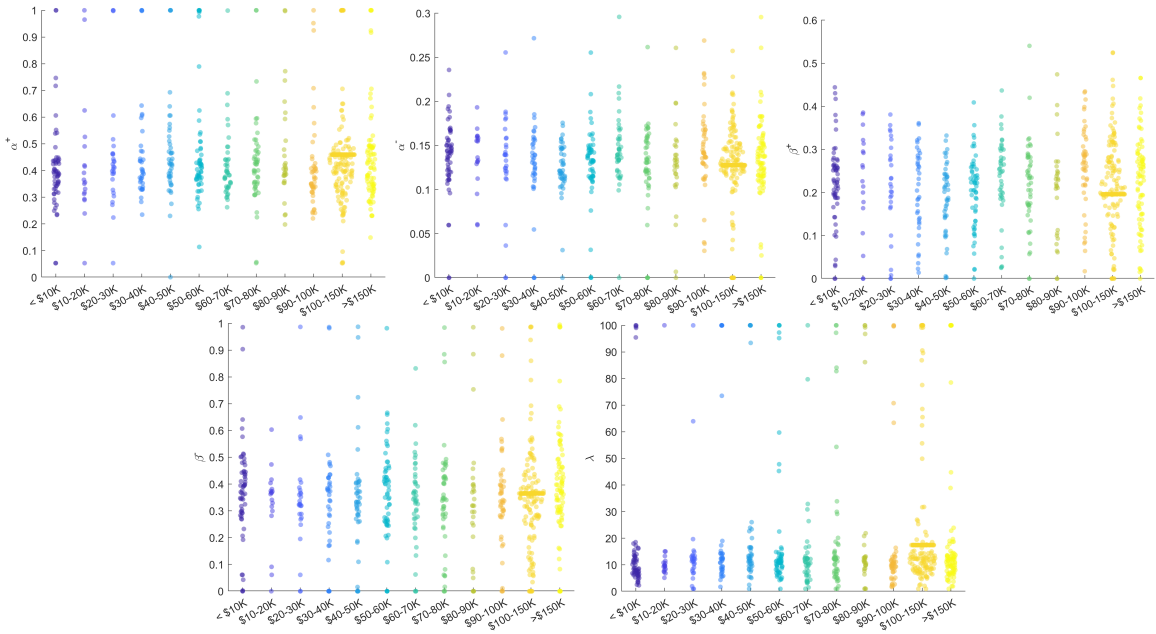 1
0.9
0.8
0.7
0.6
0.5
0.4
0.3
0.2
0.1
0
α+
< $10K
$10-20K
$20-30K
$30-40K
$40-50K
$50-60K
$60-70K
$70-80K
$80-90K
$90-100K
$100-150K
>$150K
0.3
0.25
0.2
0.15
0.1
0.05
0
α-
< $10K
$10-20K
$20-30K
$30-40K
$40-50K
$50-60K
$60-70K
$70-80K
$80-90K
$90-100K
$100-150K
>$150K
0.6
0.5
0.4
0.3
0.2
0.1
0
β+
< $10K
$10-20K
$20-30K
$30-40K
$40-50K
$50-60K
$60-70K
$70-80K
$80-90K
$90-100K
$100-150K
>$150K
1
0.9
0.8
0.7
0.6
0.5
0.4
0.3
0.2
0.1
0
β-
< $10K
$10-20K
$20-30K
$30-40K
$40-50K
$50-60K
$60-70K
$70-80K
$80-90K
$90-100K
$100-150K
>$150K
100
90
80
70
60
50
40
30
20
10
0
λ
< $10K
$10-20K
$20-30K
$30-40K
$40-50K
$50-60K
$60-70K
$70-80K
$80-90K
$90-100K
$100-150K
>$150K